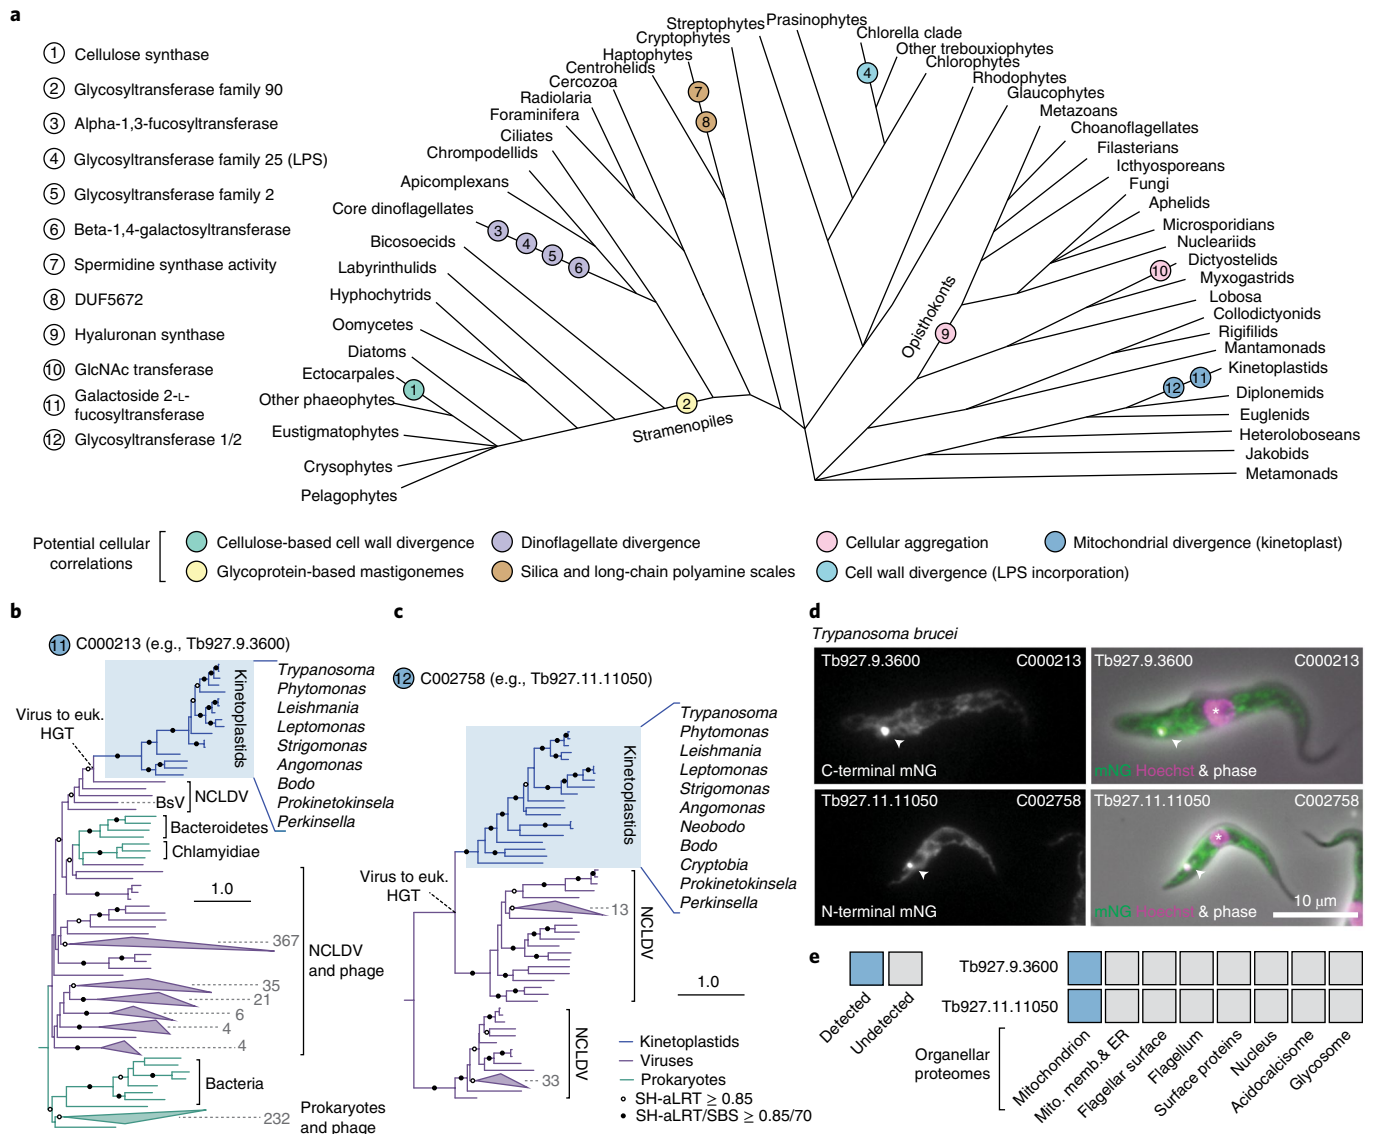 a
1 Cellulose synthase
2 Glycosyltransferase family 90
3 Alpha-1,3-fucosyltransferase
4 Glycosyltransferase family 25 (LPS)
5 Glycosyltransferase family 2
6 Beta-1,4-galactosyltransferase
7 Spermidine synthase activity
8 DUF5672
9 Hyaluronan synthase
10 GlcNAc transferase
11 Galactoside 2-L-
fucosyltransferase
12 Glycosyltransferase 1/2
Pelagophytes
Crysophytes
Eustigmatophytes
Other phaeophytes
Ectocarpales
Diatoms
Oomycetes
Hyphochytrids
Labyrinthulids
Bicosoecids
Core dinoflagellates
Apicomplexans
Chrompodellids
Ciliates
Foraminifera
Radiolaria
Cercozoa
Centrohelids
Haptophytes
Cryptophytes
Streptophytes
Prasinophytes
Chlorella clade
Other trebouxiophytes
Chlorophytes
Rhodophytes
Glaucophytes
Metazoans
Choanoflagellates
Filasterians
Icthyosporeans
Fungi
Aphelids
Microsporidians
Nucleariids
Dictyostelids
Myxogastrids
Lobosa
Collodictyonids
Rigifilids
Mantamonads
Kinetoplastids
Diplonemids
Euglenids
Heteroloboseans
Jakobids
Metamonads
1
2
Stramenopiles
3
4
5
6
7
8
4
Opisthokonts
9
10
12
11
Potential cellular
correlations
Cellulose-based cell wall divergence
Glycoprotein-based mastigonemes
Dinoflagellate divergence
Silica and long-chain polyamine scales
Cellular aggregation
Cell wall divergence (LPS incorporation)
Mitochondrial divergence (kinetoplast)
b
11 C000213 (e.g., Tb927.9.3600)
Kinetoplastids
Trypanosoma
Phytomonas
Leishmania
Leptomonas
Strigomonas
Angomonas
Bodo
Prokinetokinsela
Perkinsella
Virus to euk.
HGT
BsV
NCLDV
Bacteroidetes
Chlamydiae
1.0
367
NCLDV
and phage
35
21
6
4
4
Bacteria
232
Prokaryotes
and phage
c
12 C002758 (e.g., Tb927.11.11050)
Kinetoplastids
Trypanosoma
Phytomonas
Leishmania
Leptomonas
Strigomonas
Angomonas
Neobodo
Bodo
Cryptobia
Prokinetokinsela
Perkinsella
Virus to euk.
HGT
13
NCLDV
1.0
33
NCLDV
Kinetoplastids
Viruses
Prokaryotes
SH-aLRT ≥ 0.85
SH-aLRT/SBS ≥ 0.85/70
d
Trypanosoma brucei
Tb927.9.3600 C000213
C-terminal mNG
Tb927.9.3600 C000213
*
mNG Hoechst & phase
Tb927.11.11050 C002758
N-terminal mNG
Tb927.11.11050 C002758
*
10 µm
mNG Hoechst & phase
e
Detected
Undetected
Tb927.9.3600
Tb927.11.11050
Organellar
proteomes
Mitochondrion
Mito. memb.& ER
Flagellar surface
Flagellum
Surface proteins
Nucleus
Acidocalcisome
Glycosome